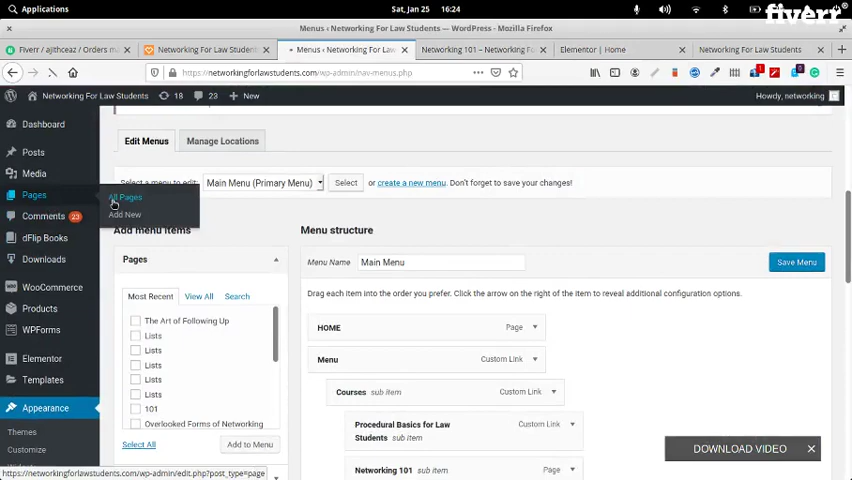 Applications
Sat, Jan 25
16:24
fiverr
Menus ‹ Networking For Law Students — WordPress - Mozilla Firefox
Fiverr / ajithceaz / Orders ma
Networking For Law Students
Menus ‹ Networking For Law
Networking 101 – Networking F
Elementor | Home
Networking For Law Students
https://networkingforlawstudents.com/wp-admin/nav-menus.php
Networking For Law Students
18
23
New
Howdy, networking
Dashboard
Posts
Media
Pages
All Pages
Add New
Comments 23
dFlip Books
Downloads
WooCommerce
Products
WPForms
Elementor
Templates
Appearance
Themes
Customize
Edit Menus
Manage Locations
Select a menu to edit:
Main Menu (Primary Menu)
Select
or create a new menu. Don't forget to save your changes!
Add menu items
Pages
Most Recent
View All
Search
The Art of Following Up
Lists
Lists
Lists
Lists
Lists
101
Overlooked Forms of Networking
Select All
Add to Menu
Menu structure
Menu Name
Main Menu
Save Menu
Drag each item into the order you prefer. Click the arrow on the right of the item to reveal additional configuration options.
HOME
Page
Menu
Custom Link
Courses sub item
Custom Link
Procedural Basics for Law
Students sub item
Custom Link
Networking 101 sub item
Page
DOWNLOAD VIDEO
https://networkingforlawstudents.com/wp-admin/edit.php?post_type=page